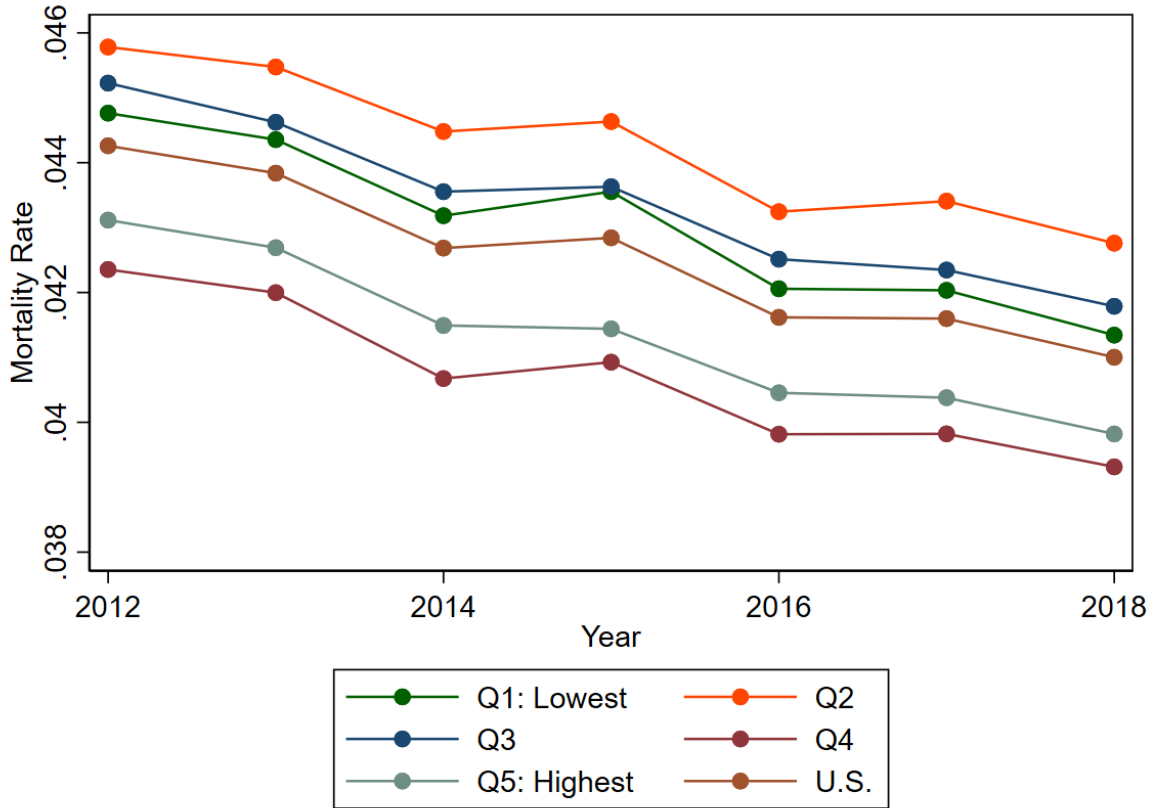 Mortality Rate
.046
.044
.042
.04
.038
2012 2014 2016 2018
Year
Q1: Lowest Q2
Q3 Q4
Q5: Highest U.S.